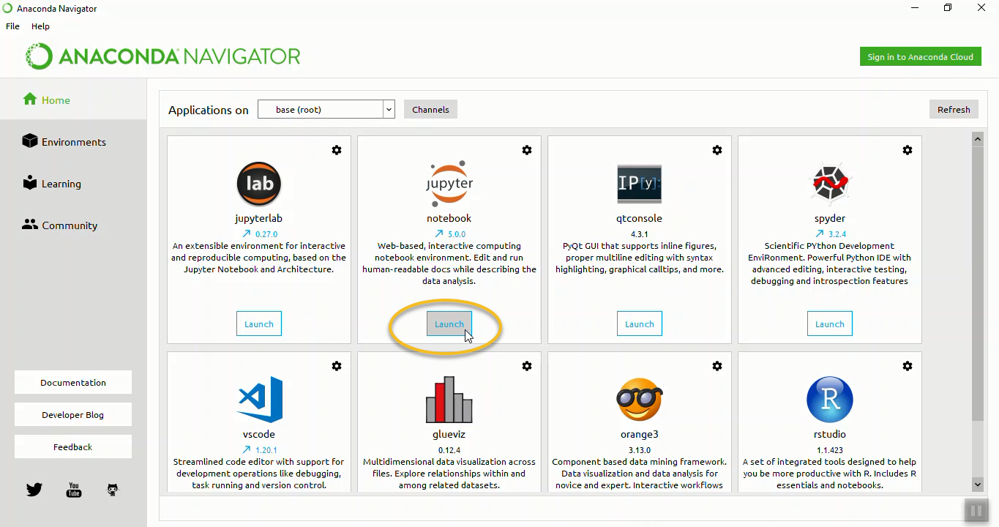 Anaconda Navigator
File Help
ANACONDA NAVIGATOR
Sign in to Anaconda Cloud
Home
Environments
Learning
Community
Documentation
Developer Blog
Feedback
You
Tube
Applications on base (root) Channels Refresh
lab
jupyterlab
0.27.0
An extensible environment for interactive
and reproducible computing, based on the
Jupyter Notebook and Architecture.
Launch
jupyter
notebook
5.0.0
Web-based, interactive computing
notebook environment. Edit and run
human-readable docs while describing the
data analysis.
Launch
IP[y]:
qtconsole
4.3.1
PyQt GUI that supports inline figures,
proper multiline editing with syntax
highlighting, graphical calltips, and more.
Launch
spyder
3.2.4
Scientific PYthon Development
EnviRonment. Powerful Python IDE with
advanced editing, interactive testing,
debugging and introspection features
Launch
vscode
1.20.1
Streamlined code editor with support for
development operations like debugging,
task running and version control.
glueviz
0.12.4
Multidimensional data visualization across
files. Explore relationships within and
among related datasets.
orange3
3.13.0
Component based data mining framework.
Data visualization and data analysis for
novice and expert. Interactive workflows
R
rstudio
1.1.423
A set of integrated tools designed to help
you be more productive with R. Includes R
essentials and notebooks.